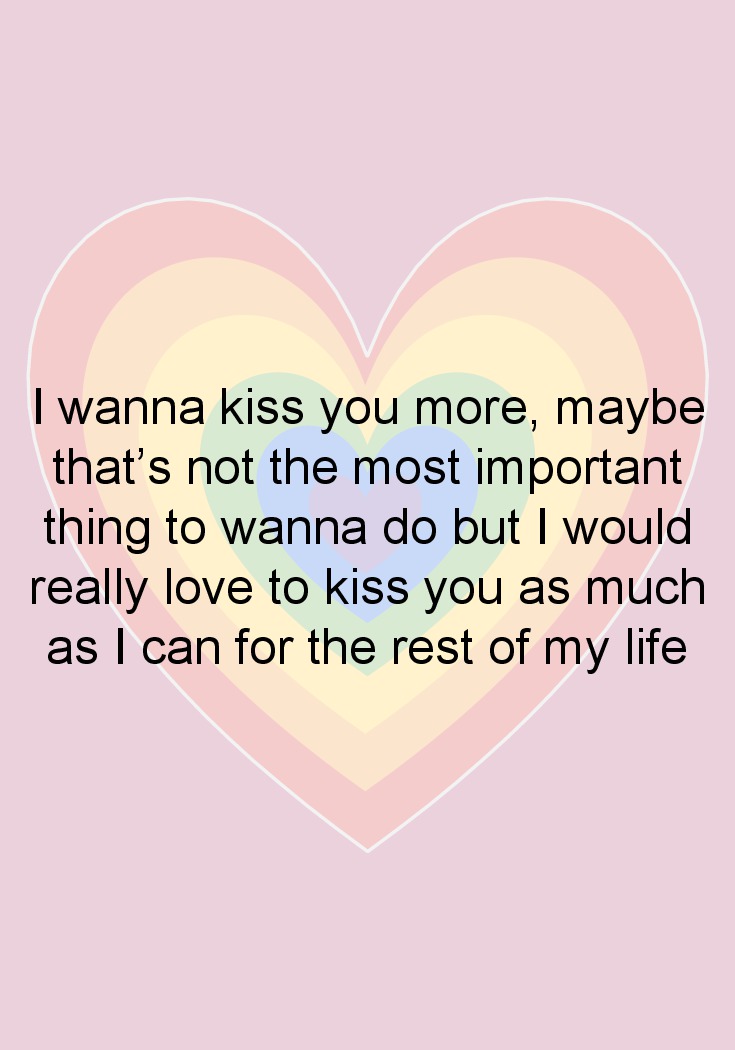 I wanna kiss you more, maybe
that’s not the most important
thing to wanna do but I would
really love to kiss you as much
as I can for the rest of my life